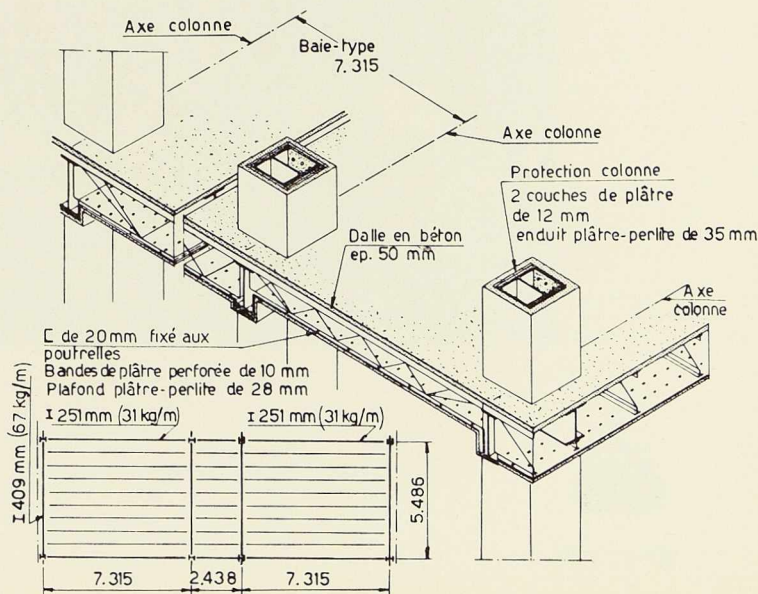 Axe colonne
Baie-type
7.315
Axe colonne
Protection colonne
2 couches de plâtre
de 12 mm
enduit plâtre-perlite de 35 mm
Dalle en béton
ep. 50 mm
Axe
colonne
[ de 20 mm fixé aux
poutrelles
Bandes de plâtre perforée de 10 mm
Plafond plâtre-perlite de 28 mm
I 251 mm (31 kg/m)
I 251 mm (31 kg/m)
I 409 mm (67 kg/m)
5.486
7.315
2.438
7.315